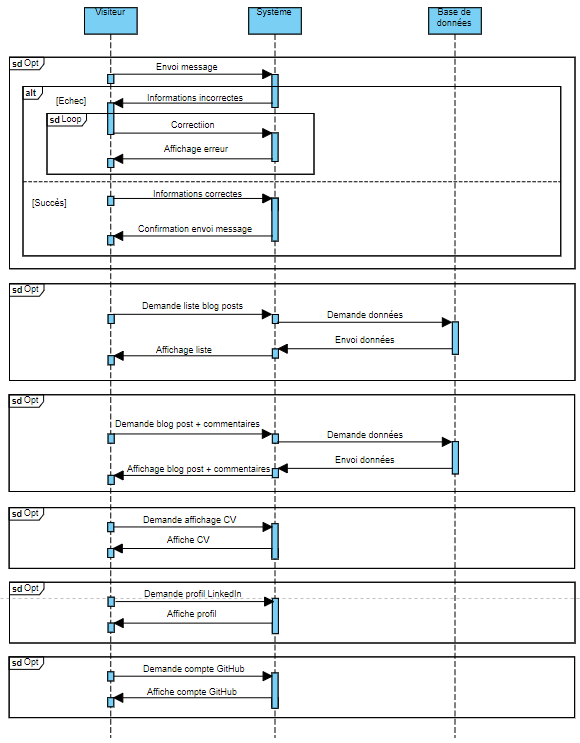 Visiteur
Système
Base de
données
sd Opt
Envoi message
alt
[Echec]
Informations incorrectes
sd Loop
Correctiion
Affichage erreur
[Succés]
Informations correctes
Confirmation envoi message
sd Opt
Demande liste blog posts
Demande données
Envoi données
Affichage liste
sd Opt
Demande blog post + commentaires
Demande données
Envoi données
Affichage blog post + commentaires
sd Opt
Demande affichage CV
Affiche CV
sd Opt
Demande profil LinkedIn
Affiche profil
sd Opt
Demande compte GitHub
Affiche compte GitHub